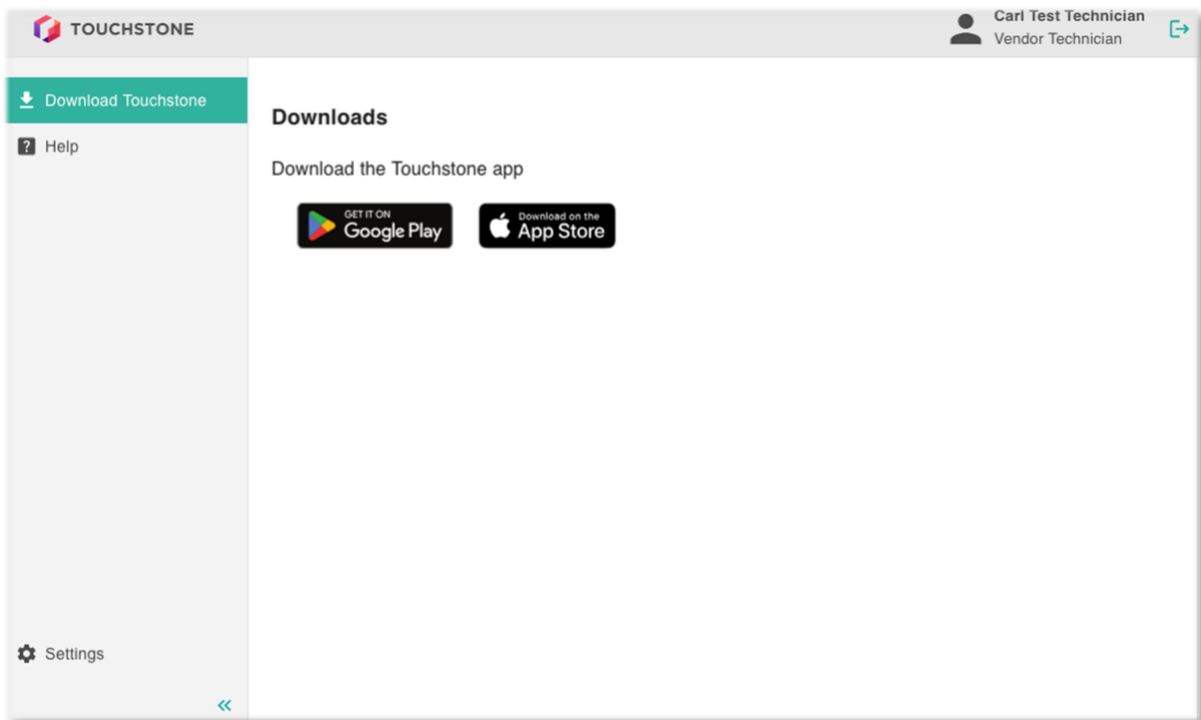 TOUCHSTONE
Carl Test Technician
Vendor Technician
Download Touchstone
Help
Downloads
Download the Touchstone app
GET IT ON
Google Play
Download on the
App Store
Settings